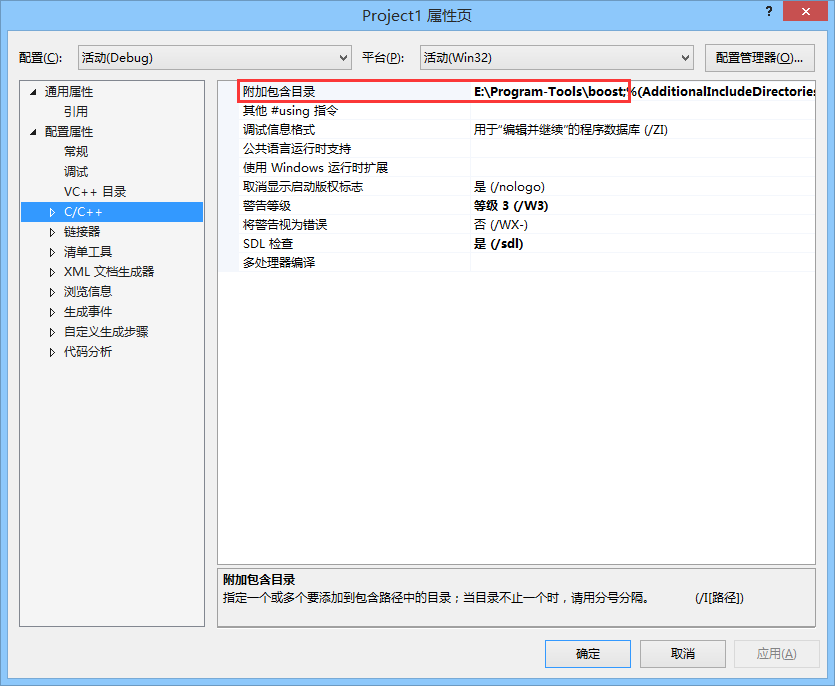 Project1 属性页
?
配置(C): 活动(Debug) 平台(P): 活动(Win32) 配置管理器(O)...
通用属性
引用
配置属性
常规
调试
VC++ 目录
C/C++
链接器
清单工具
XML 文档生成器
浏览信息
生成事件
自定义生成步骤
代码分析
附加包含目录 E:\Program-Tools\boost;%(AdditionalIncludeDirectories
其他 #using 指令
调试信息格式 用于“编辑并继续”的程序数据库 (/ZI)
公共语言运行时支持
使用 Windows 运行时扩展
取消显示启动版权标志 是 (/nologo)
警告等级 等级 3 (/W3)
将警告视为错误 否 (/WX-)
SDL 检查 是 (/sdl)
多处理器编译
附加包含目录
指定一个或多个要添加到包含路径中的目录；当目录不止一个时，请用分号分隔。 (/I[路径])
确定 取消 应用(A)